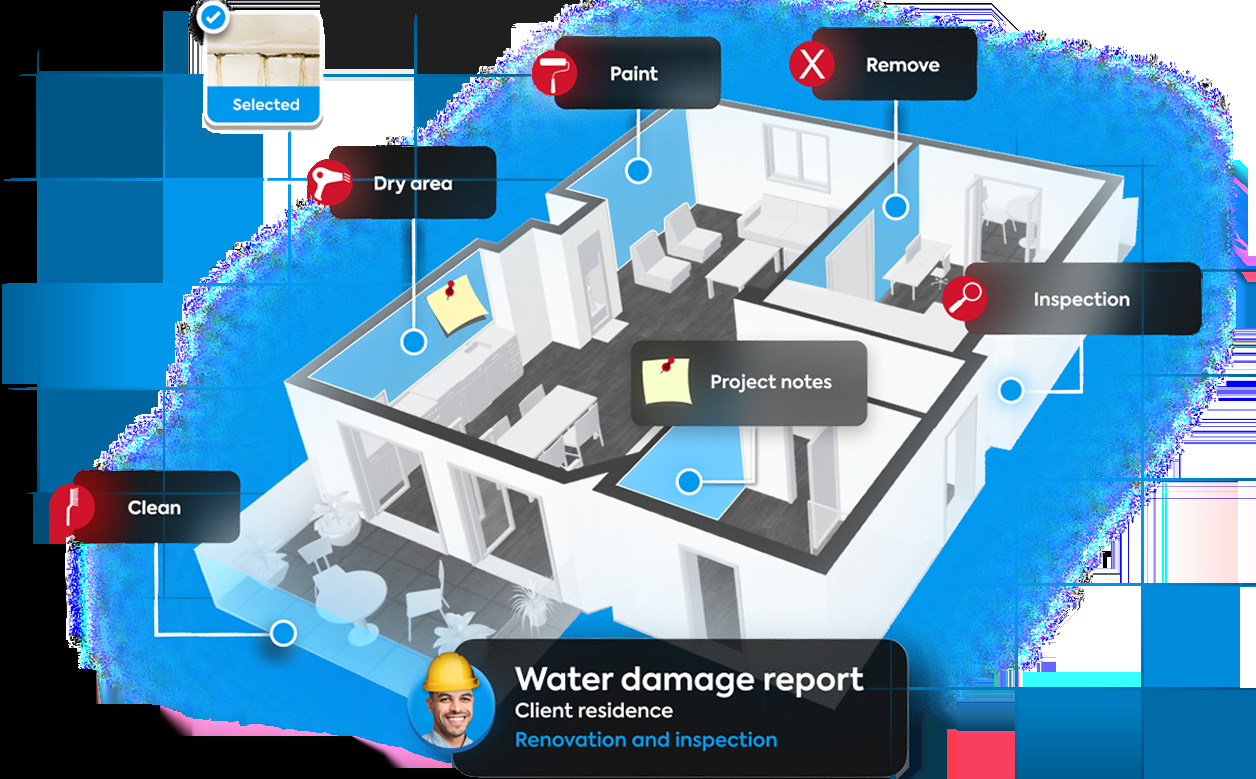 Selected
Paint
Remove
Dry area
Inspection
Project notes
Clean
Water damage report
Client residence
Renovation and inspection